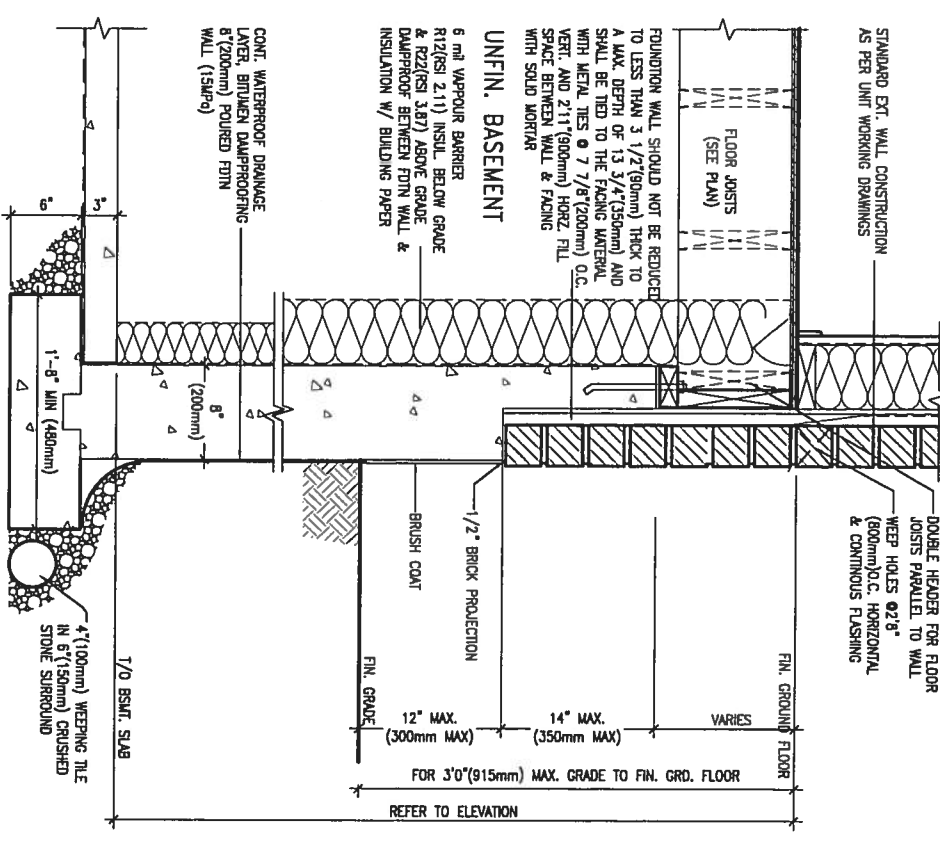 STANDARD EXT. WALL CONSTRUCTION
AS PER UNIT WORKING DRAWINGS
FLOOR JOISTS
(SEE PLAN)
FOUNDTION WALL SHOULD NOT BE REDUCED
TO LESS THAN 3 1/2"(90mm) THICK TO
A MAX. DEPTH OF 13 3/4"(350mm) AND
SHALL BE TIED TO THE FACING MATERIAL
WITH METAL TIES @ 7 7/8"(200mm) O.C.
VERT. AND 2'11"(900mm) HORZ. FILL
SPACE BETWEEN WALL & FACING
WITH SOLID MORTAR
UNFIN. BASEMENT
6 mil VAPPOUR BARRIER
R12(RSI 2.11) INSUL BELOW GRADE
& R22(RSI 3.87) ABOVE GRADE
DAMPPROOF BETWEEN FDTN WALL &
INSULATION W/ BUILDING PAPER
CONT. WATERPROOF DRAINAGE
LAYER, BITUMEN DAMPPROOFING
8"(200mm) POURED FDTN
WALL (15MPa)
6"
3"
8"
(200mm)
1'-8" MIN (480mm)
DOUBLE HEADER FOR FLOOR
JOISTS PARALLEL TO WALL
WEEP HOLES @2'8"
(800mm)O.C. HORIZONTAL
& CONTINOUS FLASHING
1/2" BRICK PROJECTION
BRUSH COAT
FIN. GROUND FLOOR
FIN. GRADE
T/O BSMT. SLAB
4"(100mm) WEEPING TILE
IN 6"(150mm) CRUSHED
STONE SURROUND
12" MAX.
(300mm MAX)
14" MAX.
(350mm MAX)
VARIES
FOR 3'0"(915mm) MAX. GRADE TO FIN. GRD. FLOOR
REFER TO ELEVATION